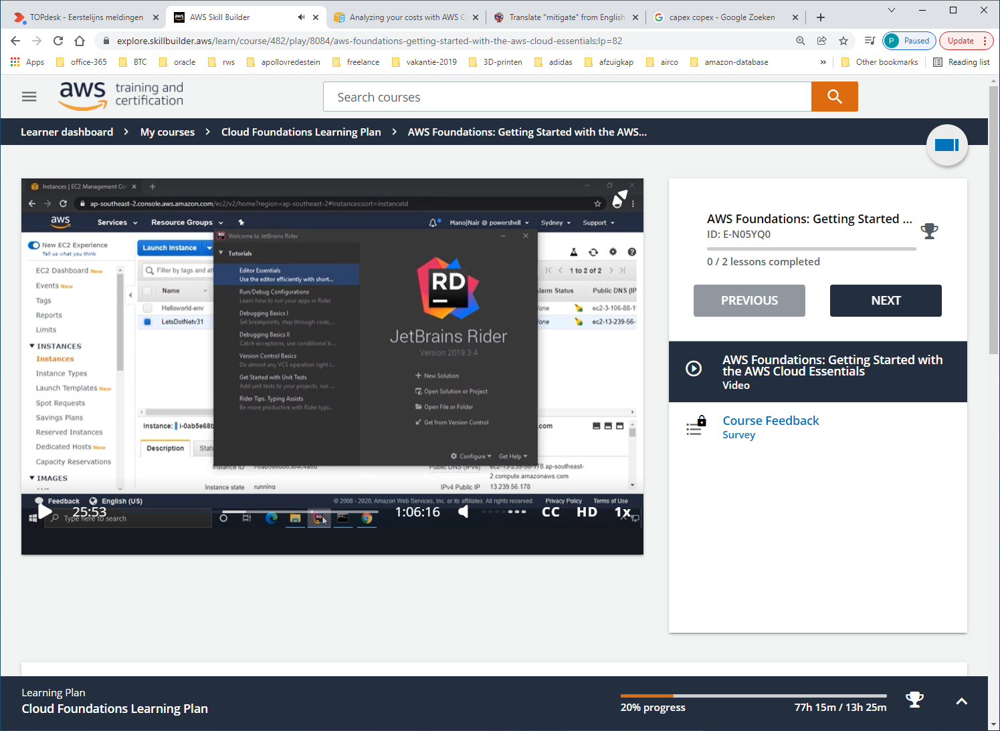 TOPdesk - Eerstelijns meldingen
AWS Skill Builder
Analyzing your costs with AWS C
Translate "mitigate" from English
capex copex - Google Zoeken
explore.skillbuilder.aws/learn/course/482/play/8084/aws-foundations-getting-started-with-the-aws-cloud-essentials;lp=82
P Paused
Update
Apps office-365 BTC oracle rws apollovredestein freelance vakantie-2019 3D-printen adidas afzuigkap airco amazon-database » Other bookmarks Reading list
aws training and certification
Search courses
Learner dashboard > My courses > Cloud Foundations Learning Plan > AWS Foundations: Getting Started with the AWS...
Instances | EC2 Management Co
ap-southeast-2.console.aws.amazon.com/ec2/v2/home?region=ap-southeast-2#Instances:sort=instanceId
aws Services Resource Groups ManojNair @ powershell Sydney Support
New EC2 Experience
Tell us what you think
EC2 Dashboard New
Events New
Tags
Reports
Limits
INSTANCES
Instances
Instance Types
Launch Templates New
Spot Requests
Savings Plans
Reserved Instances
Dedicated Hosts New
Capacity Reservations
IMAGES
Launch Instance
Filter by tags and att
1 to 2 of 2
Name
Alarm Status Public DNS (IP
Helloworld-env
ec2-3-106-88-1
LetsDotNetv31
ec2-13-239-56-
Welcome to JetBrains Rider
Tutorials
Editor Essentials
Use the editor efficiently with short...
Run/Debug Configurations
Learn how to run your apps in Rider
Debugging Basics I
Set breakpoints, step through code,...
Debugging Basics II
Catch exceptions, use conditional b...
Version Control Basics
Do almost any VCS operation right i...
Get Started with Unit Tests
Add unit tests to your projects, run ...
Rider Tips. Typing Assists
Be more productive with Rider typi...
RD
JetBrains Rider
Version 2019.3.4
New Solution
Open Solution or Project
Open File or Folder
Get from Version Control
Configure Get Help
Instance: i-0ab5e68b
.com
Description Statu
Instance ID
Public DNS (IPv4) ec2-13-239-56-178.ap-southeast-
2.compute.amazonaws.com
Instance state running
IPv4 Public IP 13.239.56.178
Feedback English (US)
© 2008 - 2020, Amazon Web Services, Inc. or its affiliates. All rights reserved. Privacy Policy Terms of Use
Type here to search
25:53 1:06:16 CC HD 1x
AWS Foundations: Getting Started ...
ID: E-N05YQ0
0 / 2 lessons completed
PREVIOUS NEXT
AWS Foundations: Getting Started with
the AWS Cloud Essentials
Video
Course Feedback
Survey
Learning Plan
Cloud Foundations Learning Plan
20% progress 77h 15m / 13h 25m